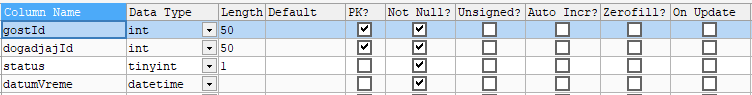 Column Name Data Type Length Default PK? Not Null? Unsigned? Auto Incr? Zerofill? On Update
gostId int 50
dogadjajId int 50
status tinyint 1
datumVreme datetime